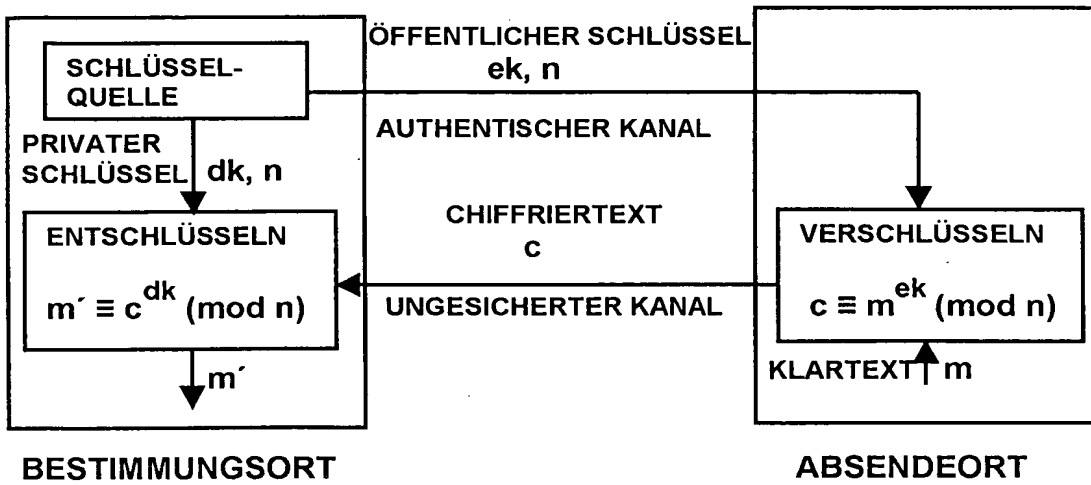 ÖFFENTLICHER SCHLÜSSEL
ek, n
SCHLÜSSEL-
QUELLE
AUTHENTISCHER KANAL
PRIVATER
SCHLÜSSEL dk, n
CHIFFRIERTEXT
c
ENTSCHLÜSSELN
m´ ≡ c^dk (mod n)
UNGESICHERTER KANAL
VERSCHLÜSSELN
c ≡ m^ek (mod n)
m´
KLARTEXT m
BESTIMMUNGSORT
ABSENDEORT